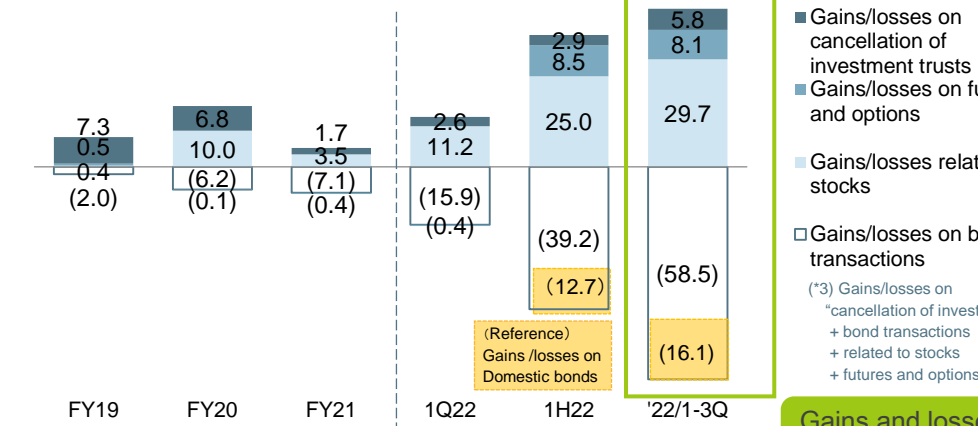 7.3
0.5
0.4
(2.0)
6.8
10.0
(6.2)
(0.1)
1.7
3.5
(7.1)
(0.4)
2.6
11.2
(15.9)
(0.4)
2.9
8.5
25.0
(39.2)
(12.7)
(Reference)
Gains /losses on
Domestic bonds
5.8
8.1
29.7
(58.5)
(16.1)
FY19
FY20
FY21
1Q22
1H22
'22/1-3Q
Gains/losses on
cancellation of
investment trusts
Gains/losses on
and options
Gains/losses
stocks
Gains/losses on
transactions
(*3) Gains/losses on
"cancellation of
+ bond transactions
+ related to stocks
+ futures and options
Gains and